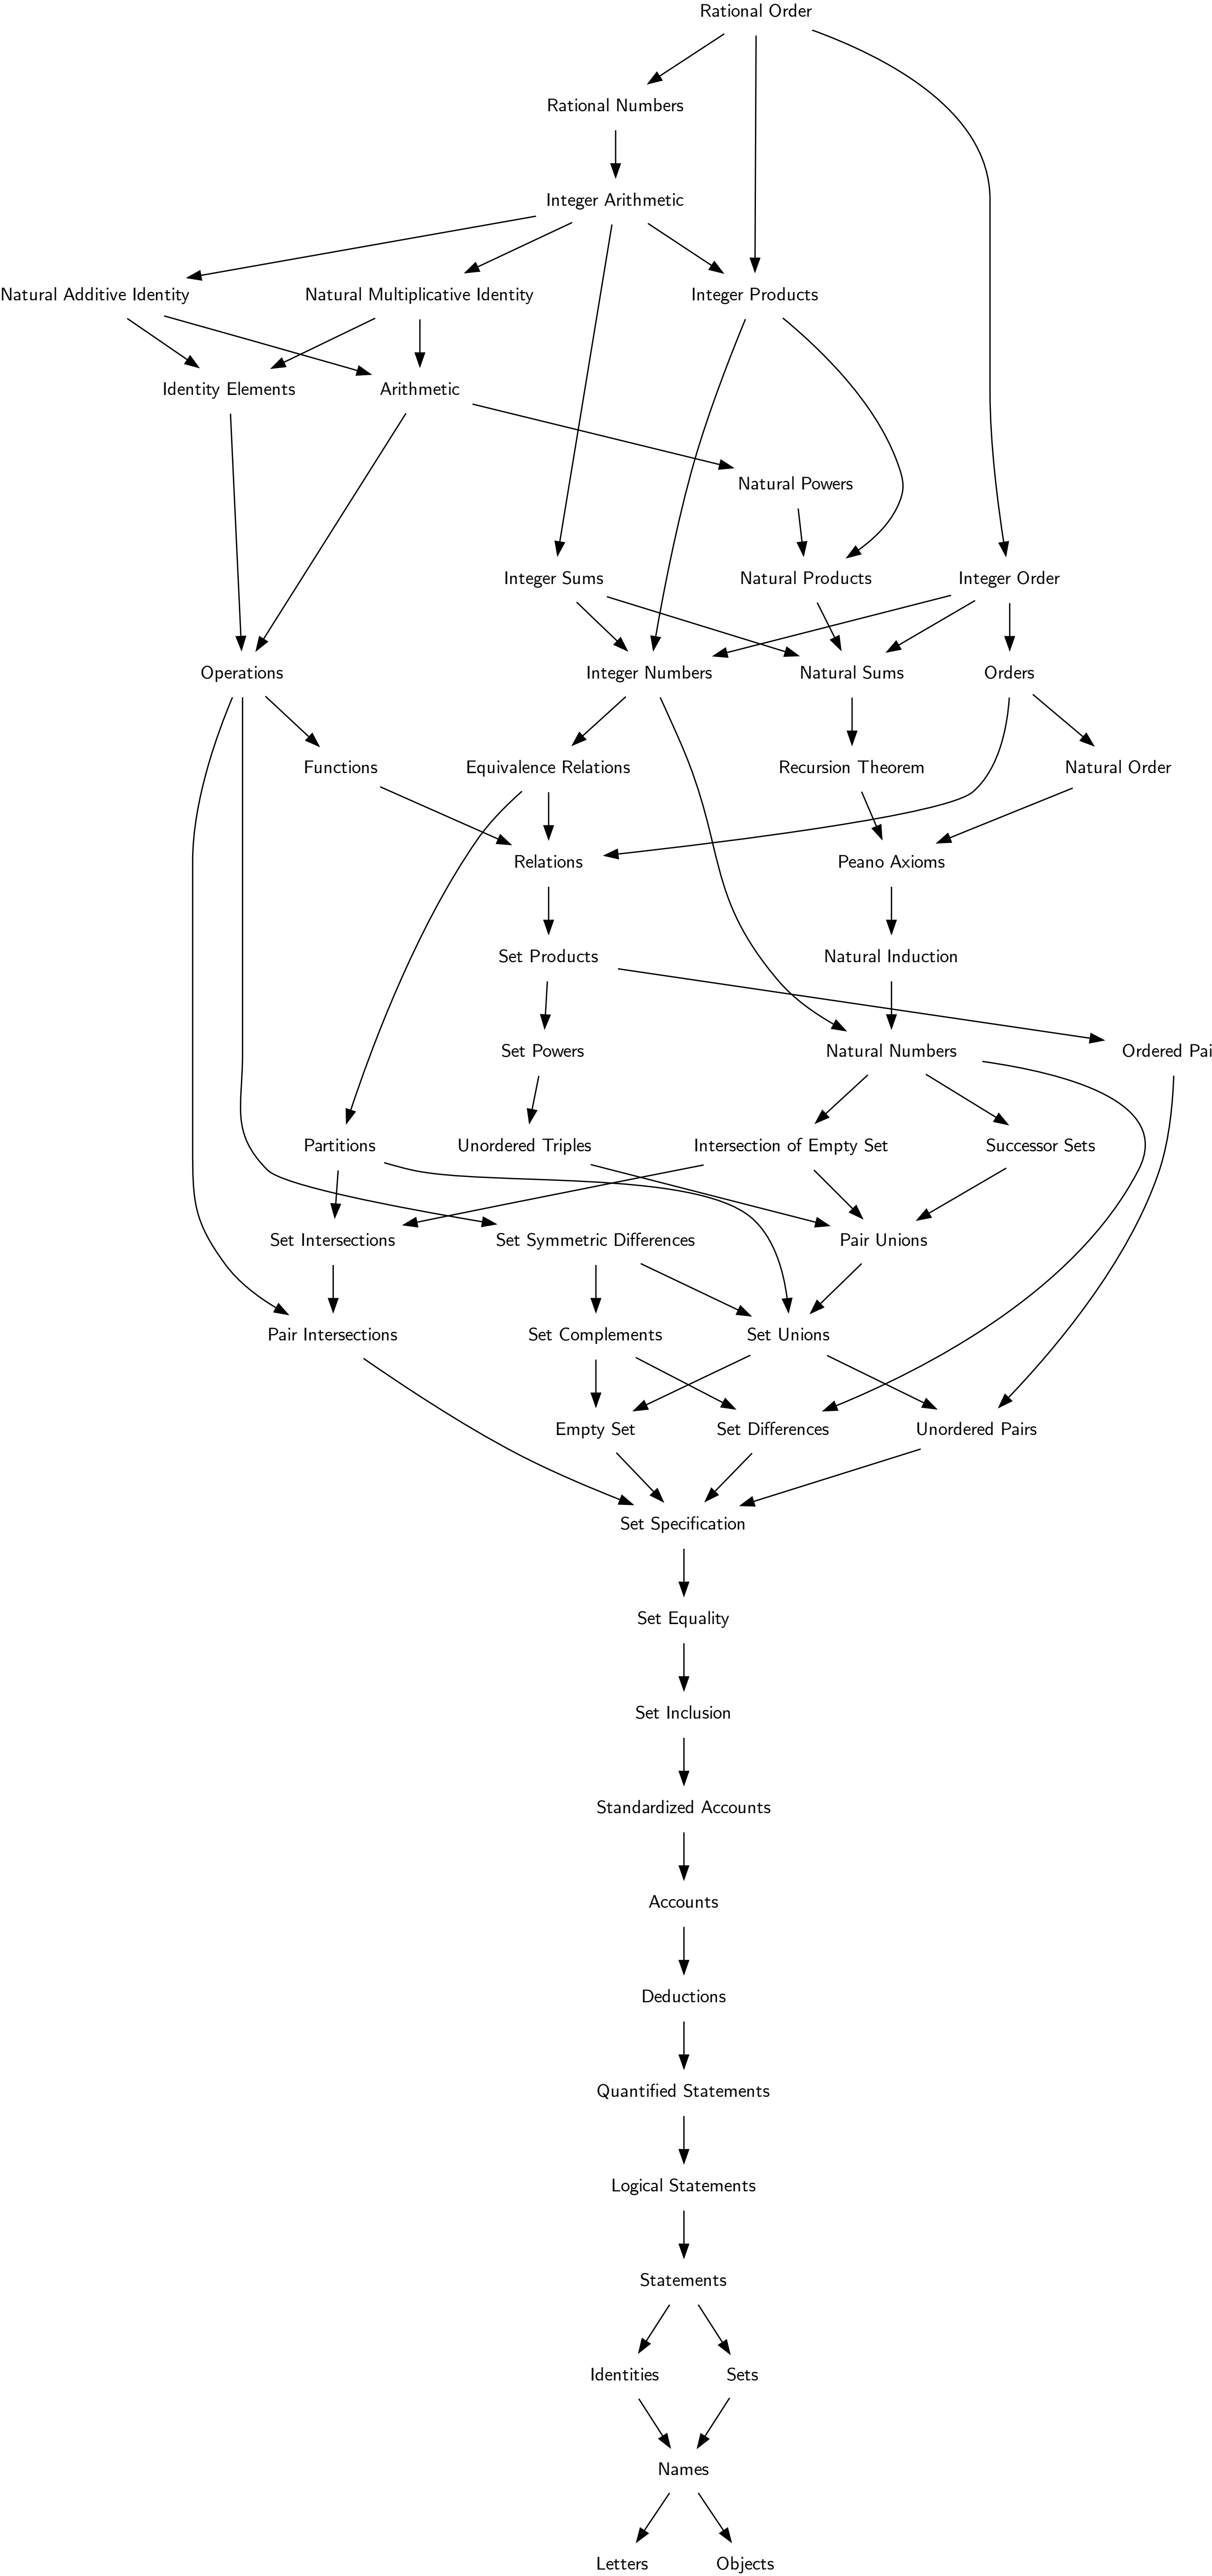 Rational Order
Rational Numbers
Integer Arithmetic
Natural Additive Identity
Natural Multiplicative Identity
Integer Products
Identity Elements
Arithmetic
Natural Powers
Integer Sums
Natural Products
Integer Order
Operations
Integer Numbers
Natural Sums
Orders
Functions
Equivalence Relations
Recursion Theorem
Natural Order
Relations
Peano Axioms
Set Products
Natural Induction
Set Powers
Natural Numbers
Ordered Pai
Partitions
Unordered Triples
Intersection of Empty Set
Successor Sets
Set Intersections
Set Symmetric Differences
Pair Unions
Pair Intersections
Set Complements
Set Unions
Empty Set
Set Differences
Unordered Pairs
Set Specification
Set Equality
Set Inclusion
Standardized Accounts
Accounts
Deductions
Quantified Statements
Logical Statements
Statements
Identities
Sets
Names
Letters
Objects